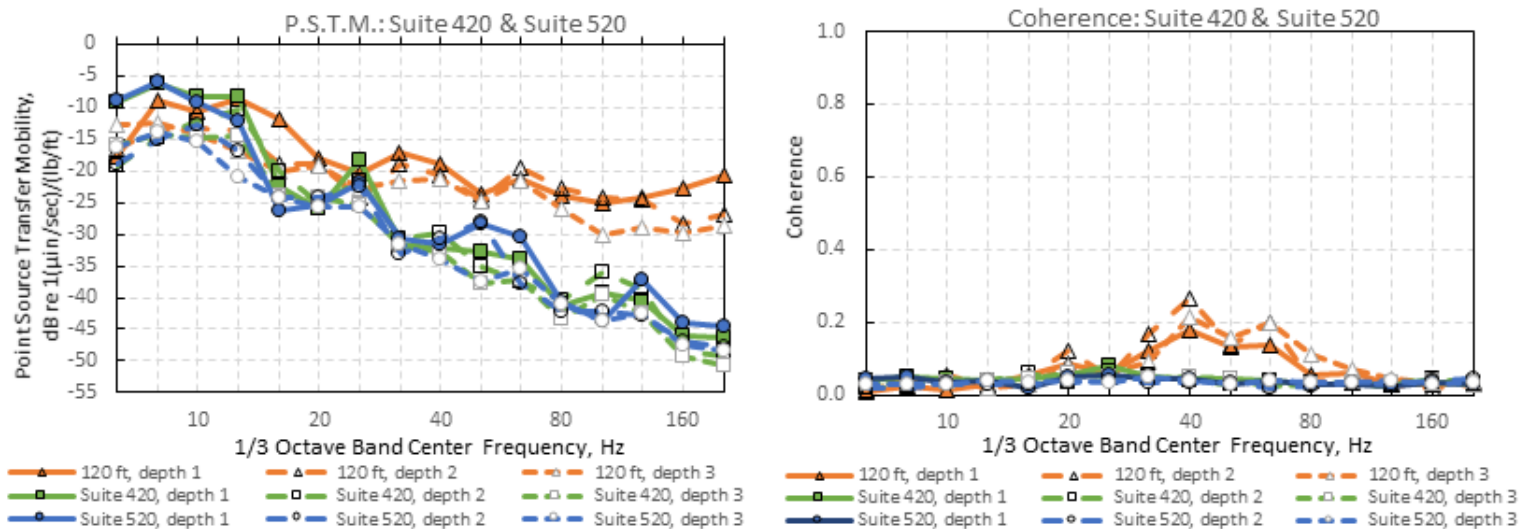 P.S.T.M.: Suite 420 & Suite 520
0
-5
-10
-15
-20
-25
-30
-35
-40
-45
-50
-55
Point Source Transfer Mobility,
dB re 1(µin/sec)/(lb/ft)
10 20 40 80 160
1/3 Octave Band Center Frequency, Hz
120 ft, depth 1 120 ft, depth 2 120 ft, depth 3
Suite 420, depth 1 Suite 420, depth 2 Suite 420, depth 3
Suite 520, depth 1 Suite 520, depth 2 Suite 520, depth 3
Coherence: Suite 420 & Suite 520
1.0
0.8
0.6
0.4
0.2
0.0
Coherence
10 20 40 80 160
1/3 Octave Band Center Frequency, Hz
120 ft, depth 1 120 ft, depth 2 120 ft, depth 3
Suite 420, depth 1 Suite 420, depth 2 Suite 420, depth 3
Suite 520, depth 1 Suite 520, depth 2 Suite 520, depth 3